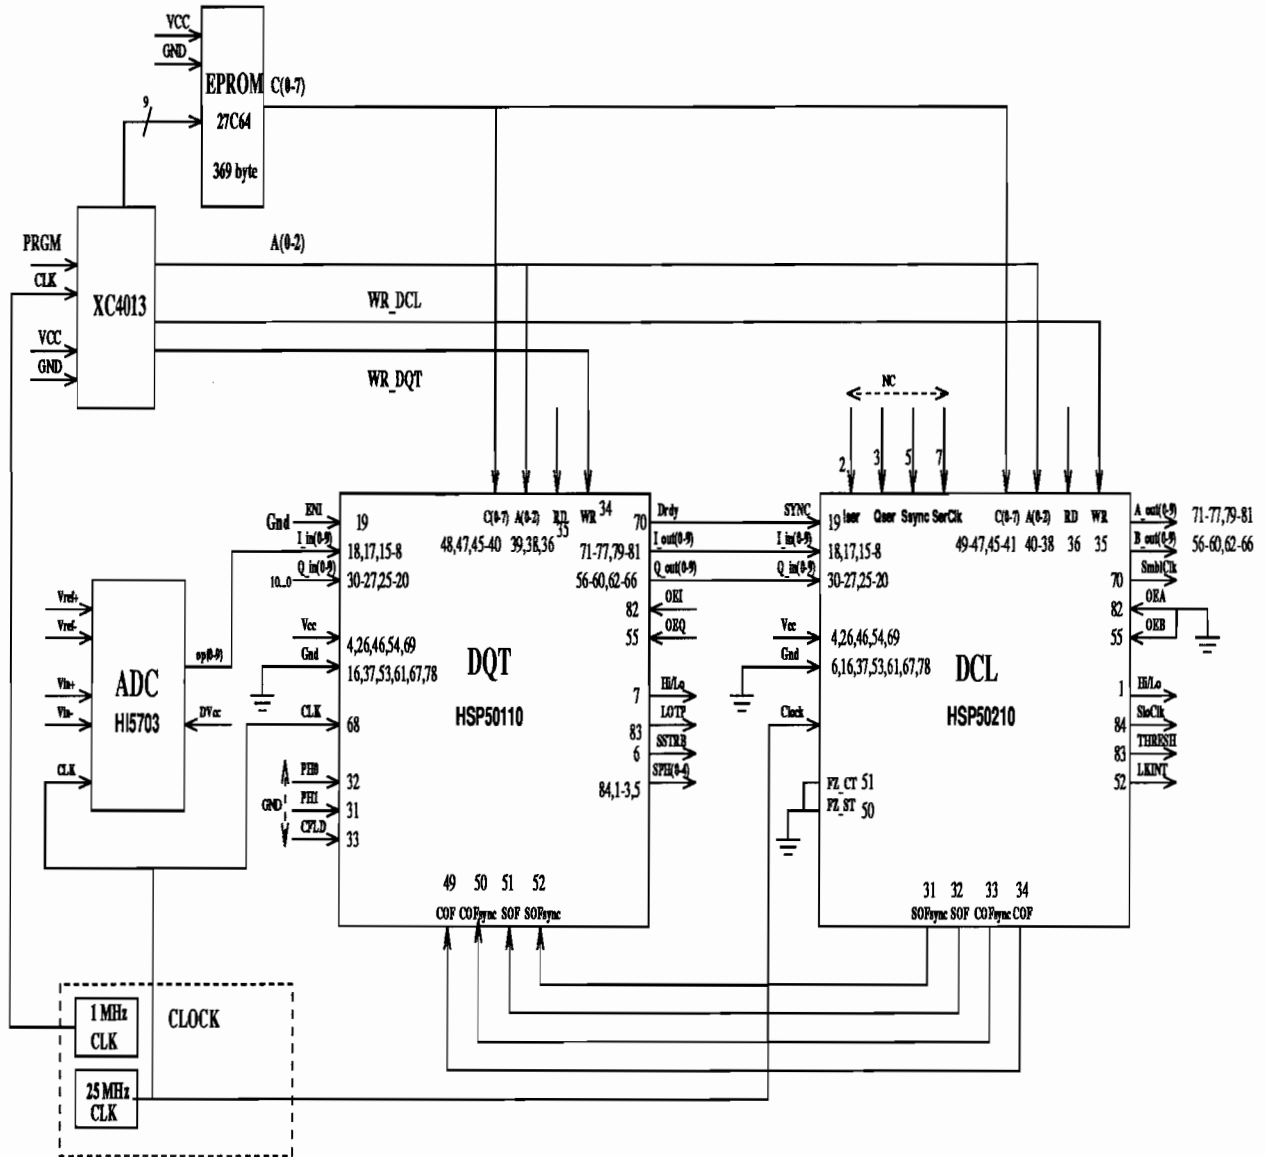 VCC
GND
EPROM
C(0-7)
9
27C64
369 byte
PRGM
CLK
XC4013
VCC
GND
A(0-2)
WR_DCL
WR_DQT
NC
2
3
5
7
Gnd
ENI
19
I_in(0-9)
18,17,15-8
Q_in(0-9)
10...0
30-27,25-20
Vcc
4,26,46,54,69
Gnd
16,37,53,61,67,78
CLK
68
PH0
32
GND
PH1
31
CFLD
33
C(0-7)
A(0-2)
RD
WR
34
35
48,47,45-40
39,38,36
DQT
HSP50110
70
Drdy
71-77,79-81
I_out(0-9)
56-60,62-66
Q_out(0-9)
82
OEI
55
OEQ
7
Hi/Lo
LOTP
83
SSTRB
6
SPH(0-4)
84,1-3,5
49
50
51
52
COF
COFsync
SOF
SOFsync
SYNC
19
Iser
Qser
Ssync
SerClk
C(0-7)
A(0-2)
RD
WR
49-47,45-41
40-38
36
35
I_in(0-9)
18,17,15-8
Q_in(0-9)
30-27,25-20
Vcc
4,26,46,54,69
Gnd
6,16,37,53,61,67,78
DCL
HSP50210
Clock
FZ_CT
51
FZ_ST
50
A_out(0-9)
71-77,79-81
B_out(0-9)
56-60,62-66
70
SmblClk
82
OEA
55
OEB
1
Hi/Lo
84
SloClk
83
THRESH
52
LKINT
31
32
33
34
SOFsync
SOF
COFsync
COF
Vref+
Vref-
Vin+
Vin-
CLK
ADC
HI5703
op(0-9)
DVcc
1 MHz
CLK
CLOCK
25 MHz
CLK